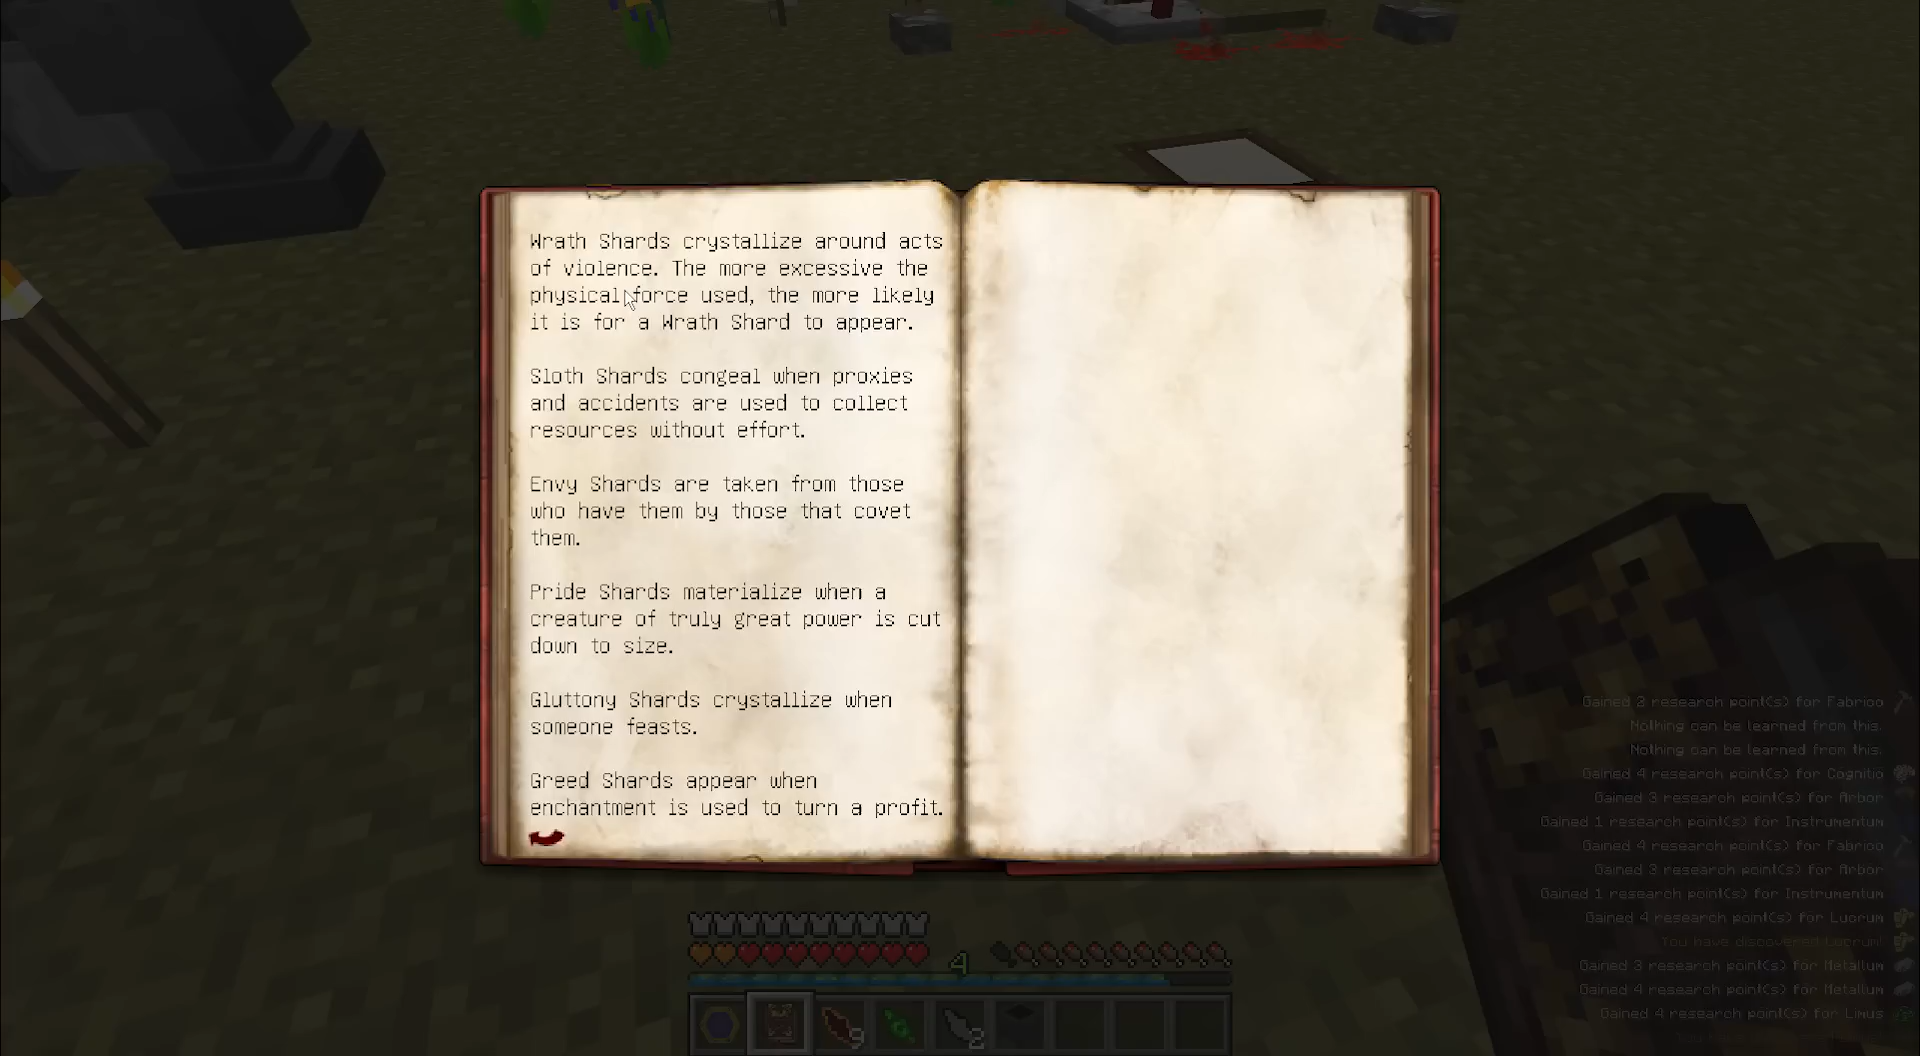 Wrath Shards crystallize around acts
of violence. The more excessive the
physical force used, the more likely
it is for a Wrath Shard to appear.
Sloth Shards congeal when proxies
and accidents are used to collect
resources without effort.
Envy Shards are taken from those
who have them by those that covet
them.
Pride Shards materialize when a
creature of truly great power is cut
down to size.
Gluttony Shards crystallize when
someone feasts.
Greed Shards appear when
enchantment is used to turn a profit.
Gained 2 research point(s) for Fabrico
Nothing can be learned from this.
Nothing can be learned from this.
Gained 4 research point(s) for Cognitio
Gained 3 research point(s) for Arbor
Gained 1 research point(s) for Instrumentum
Gained 4 research point(s) for Fabrico
Gained 3 research point(s) for Arbor
Gained 1 research point(s) for Instrumentum
Gained 4 research point(s) for Lucrum
You have discovered Lucrum!
Gained 3 research point(s) for Metallum
Gained 4 research point(s) for Metallum
Gained 4 research point(s) for Limus
4
9
2